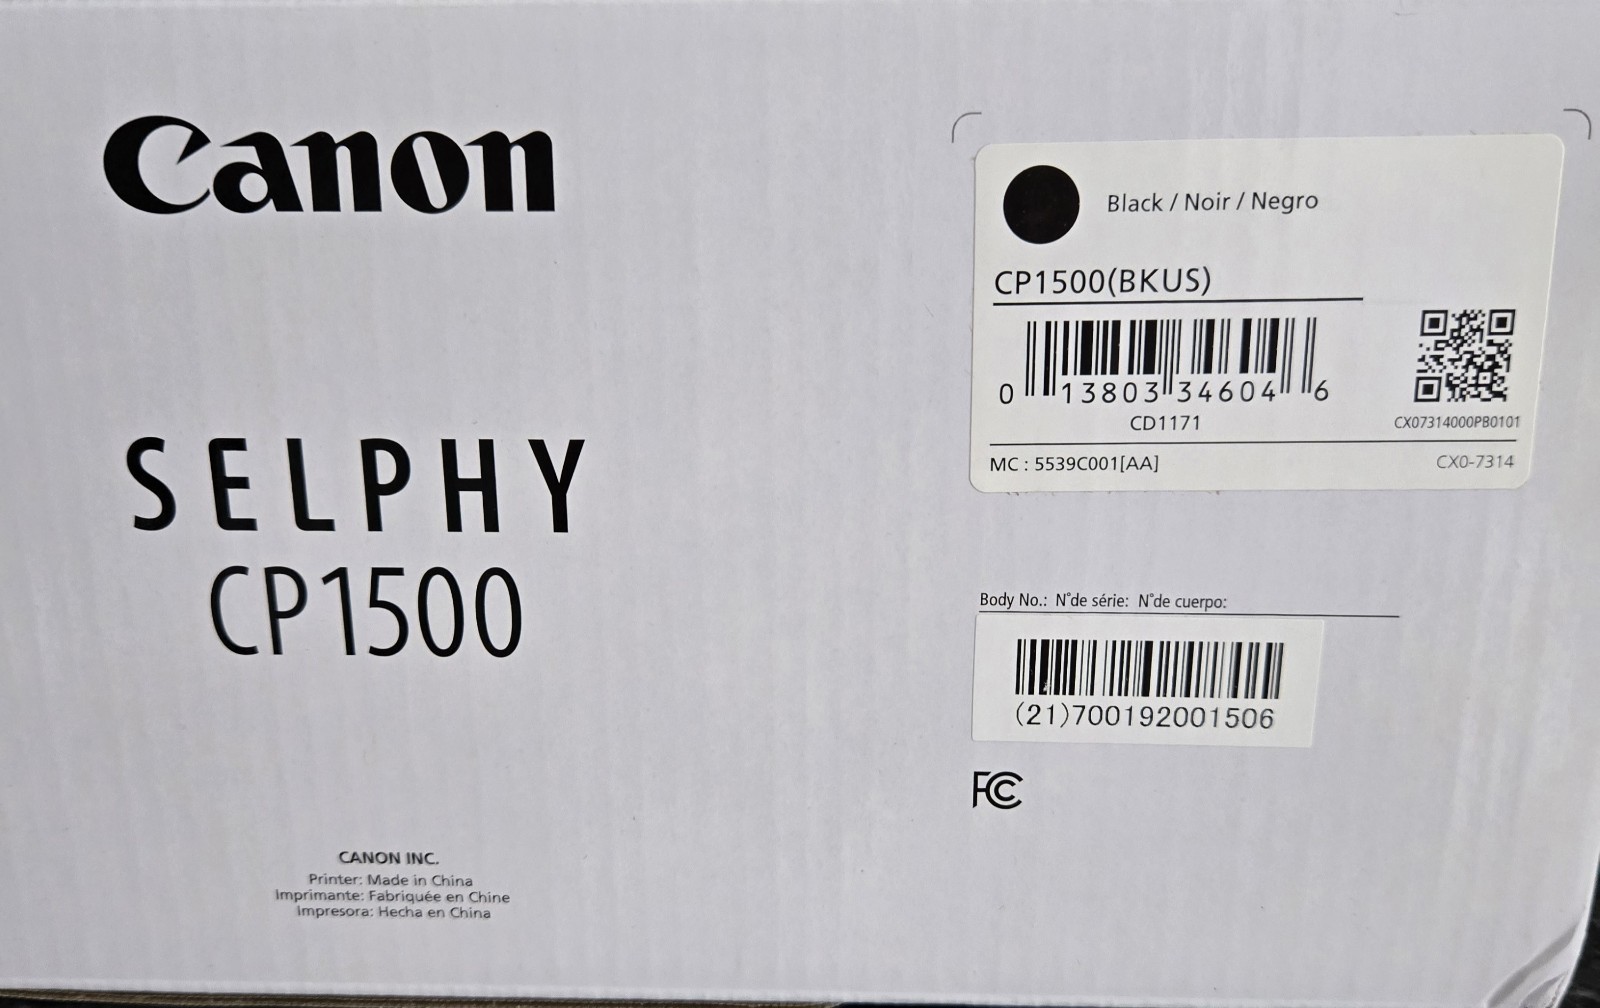 Canon
SELPHY
CP1500
CANON INC.
Printer: Made in China
Imprimante: Fabriquée en Chine
Impresora: Hecha en China
Black / Noir / Negro
CP1500(BKUS)
0 13803 34604 6
CD1171
CX07314000PB0101
MC : 5539C001[AA]
CX0-7314
Body No.: N°de série: N°de cuerpo:
(21)700192001506
FC